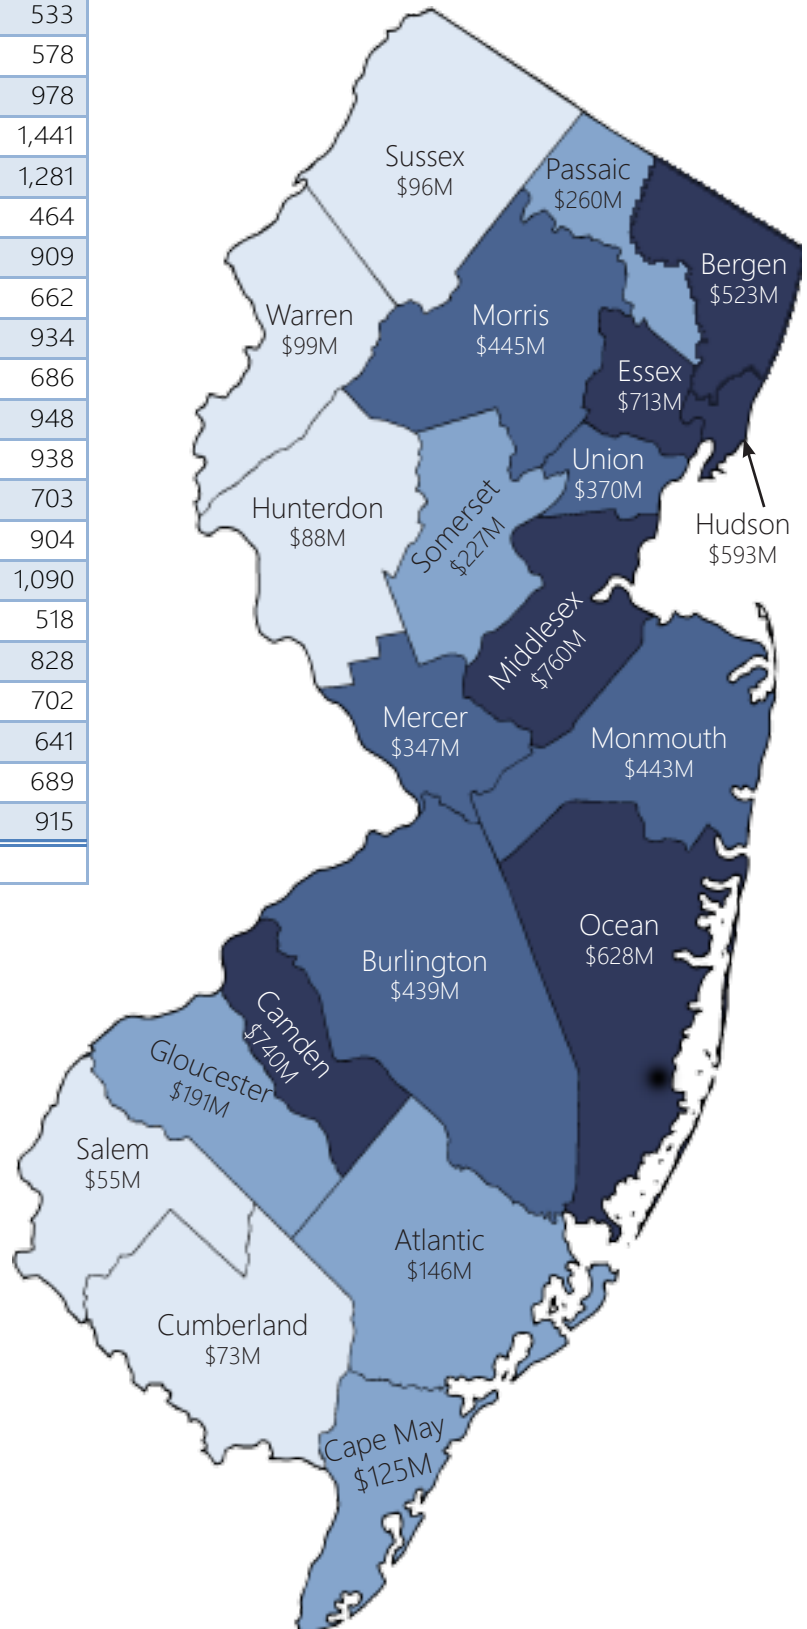 533
578
978
1,441
1,281
464
909
662
934
686
948
938
703
904
1,090
518
828
702
641
689
915
Sussex
$96M
Passaic
$260M
Bergen
$523M
Warren
$99M
Morris
$445M
Essex
$713M
Union
$370M
Hunterdon
$88M
Somerset
$227M
Hudson
$593M
Middlesex
$760M
Mercer
$347M
Monmouth
$443M
Ocean
$628M
Burlington
$439M
Camden
$740M
Gloucester
$191M
Salem
$55M
Atlantic
$146M
Cumberland
$73M
Cape May
$125M